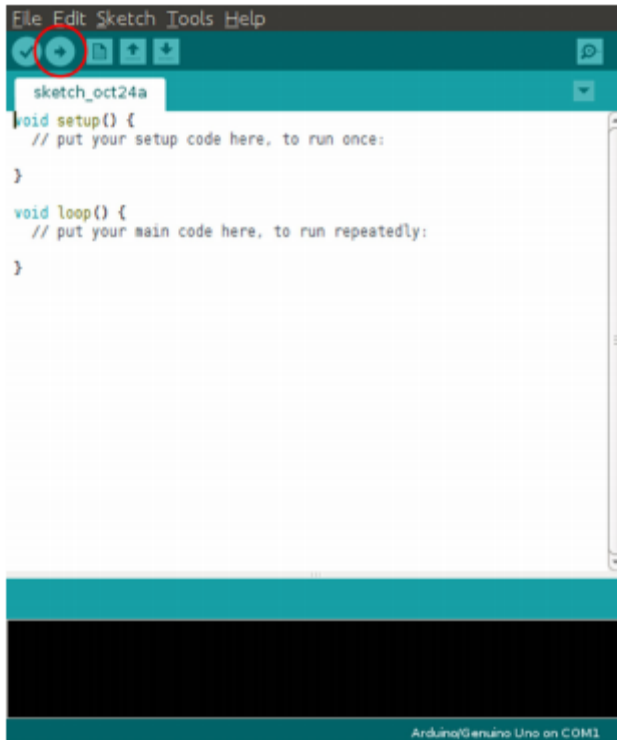 File Edit Sketch Tools Help
sketch_oct24a
void setup() {
  // put your setup code here, to run once:
}
void loop() {
  // put your main code here, to run repeatedly:
}
Arduino/Genuino Uno on COM1